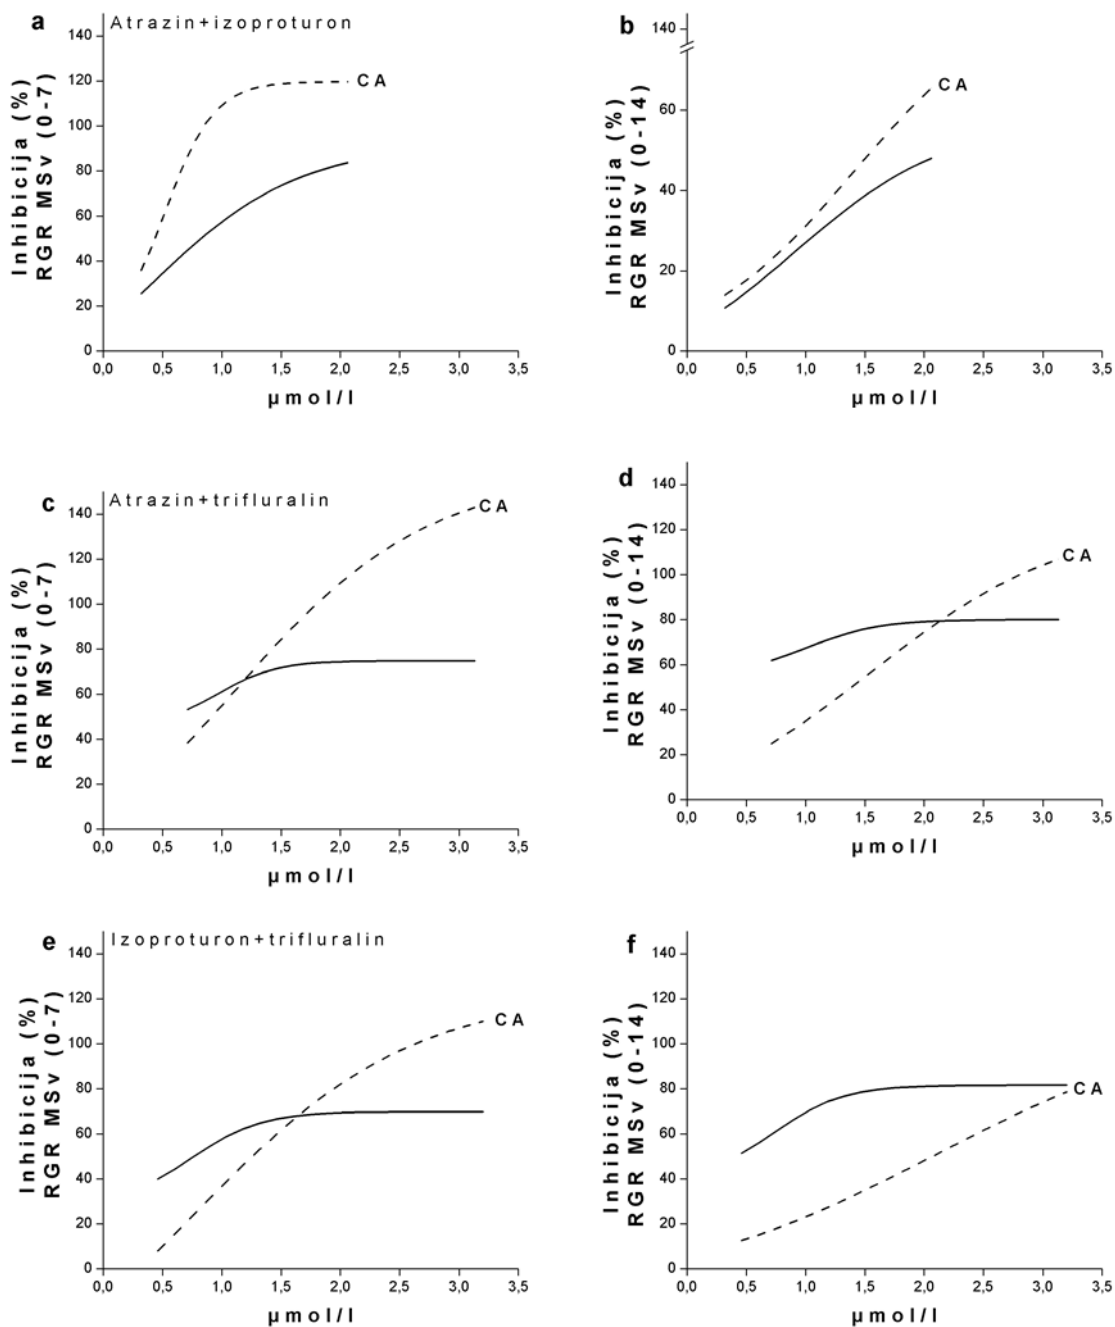 a
Atrazin+izoproturon
Inhibicija (%)
RGR MSv (0-7)
140
120
100
80
60
40
20
0
CA
0,0 0,5 1,0 1,5 2,0 2,5 3,0 3,5
µmol/l
b
Inhibicija (%)
RGR MSv (0-14)
140
60
40
20
0
CA
0,0 0,5 1,0 1,5 2,0 2,5 3,0 3,5
µmol/l
c
Atrazin+trifluralin
Inhibicija (%)
RGR MSv (0-7)
140
120
100
80
60
40
20
0
CA
0,0 0,5 1,0 1,5 2,0 2,5 3,0 3,5
µmol/l
d
Inhibicija (%)
RGR MSv (0-14)
140
120
100
80
60
40
20
0
CA
0,0 0,5 1,0 1,5 2,0 2,5 3,0 3,5
µmol/l
e
Izoproturon+trifluralin
Inhibicija (%)
RGR MSv (0-7)
140
120
100
80
60
40
20
0
CA
0,0 0,5 1,0 1,5 2,0 2,5 3,0 3,5
µmol/l
f
Inhibicija (%)
RGR MSv (0-14)
140
120
100
80
60
40
20
0
CA
0,0 0,5 1,0 1,5 2,0 2,5 3,0 3,5
µmol/l